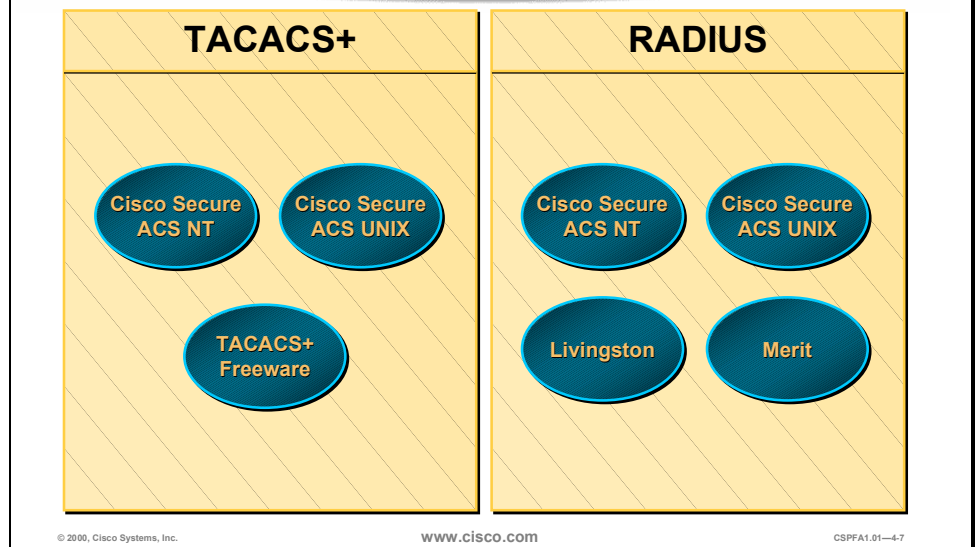 TACACS+
Cisco Secure
ACS NT
Cisco Secure
ACS UNIX
TACACS+
Freeware
RADIUS
Cisco Secure
ACS NT
Cisco Secure
ACS UNIX
Livingston
Merit
© 2000, Cisco Systems, Inc.
www.cisco.com
CSPFA1.01—4-7